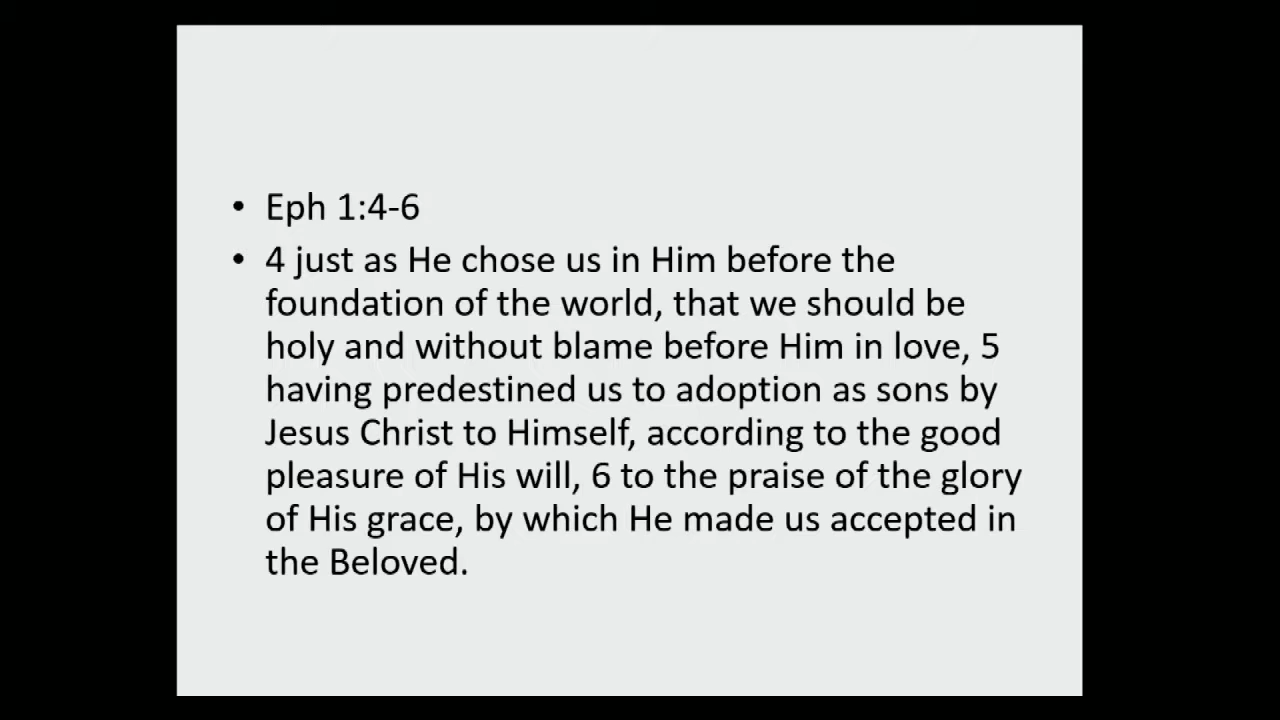 • Eph 1:4-6
• 4 just as He chose us in Him before the
foundation of the world, that we should be
holy and without blame before Him in love, 5
having predestined us to adoption as sons by
Jesus Christ to Himself, according to the good
pleasure of His will, 6 to the praise of the glory
of His grace, by which He made us accepted in
the Beloved.